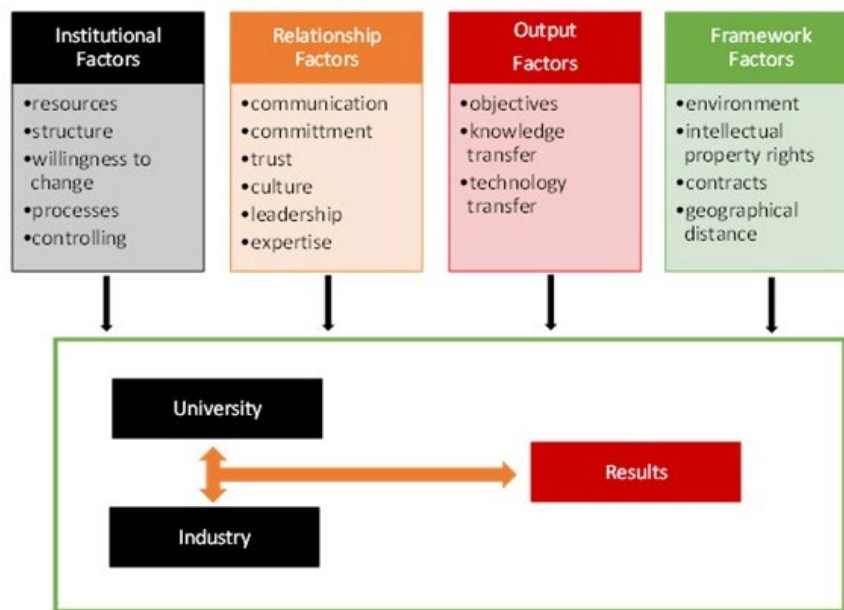 Institutional
Factors
•resources
•structure
•willingness to
change
•processes
•controlling
Relationship
Factors
•communication
•committment
•trust
•culture
•leadership
•expertise
Output
Factors
•objectives
•knowledge
transfer
•technology
transfer
Framework
Factors
•environment
•intellectual
property rights
•contracts
•geographical
distance
University
Results
Industry